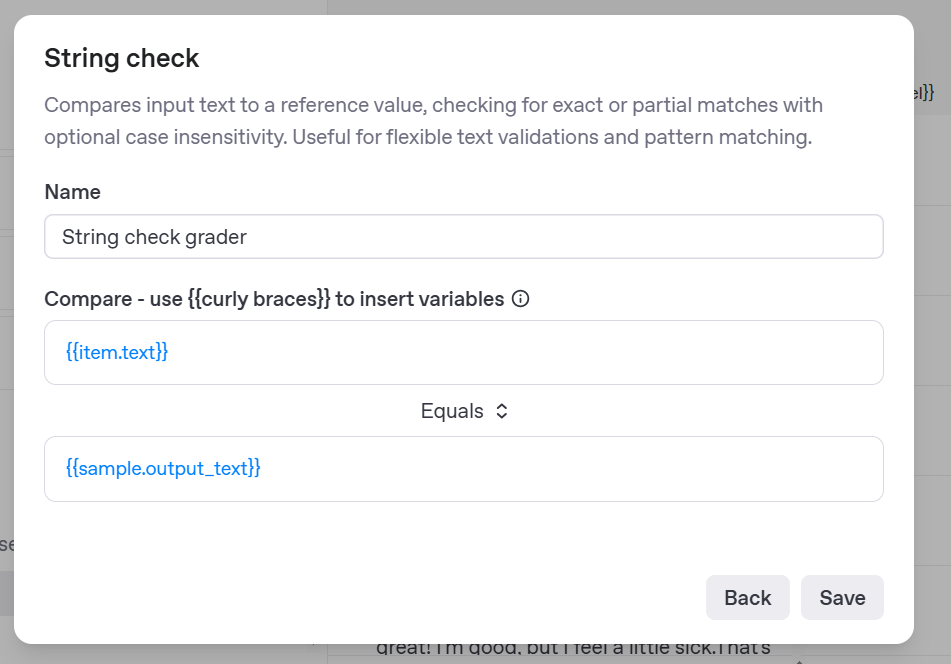 String check
Compares input text to a reference value, checking for exact or partial matches with
optional case insensitivity. Useful for flexible text validations and pattern matching.
el}}
Name
String check grader
Compare - use {{curly braces}} to insert variables
{{item.text}}
Equals
{{sample.output_text}}
se
Back
Save
great! I'm good, but I feel a little sick.That's